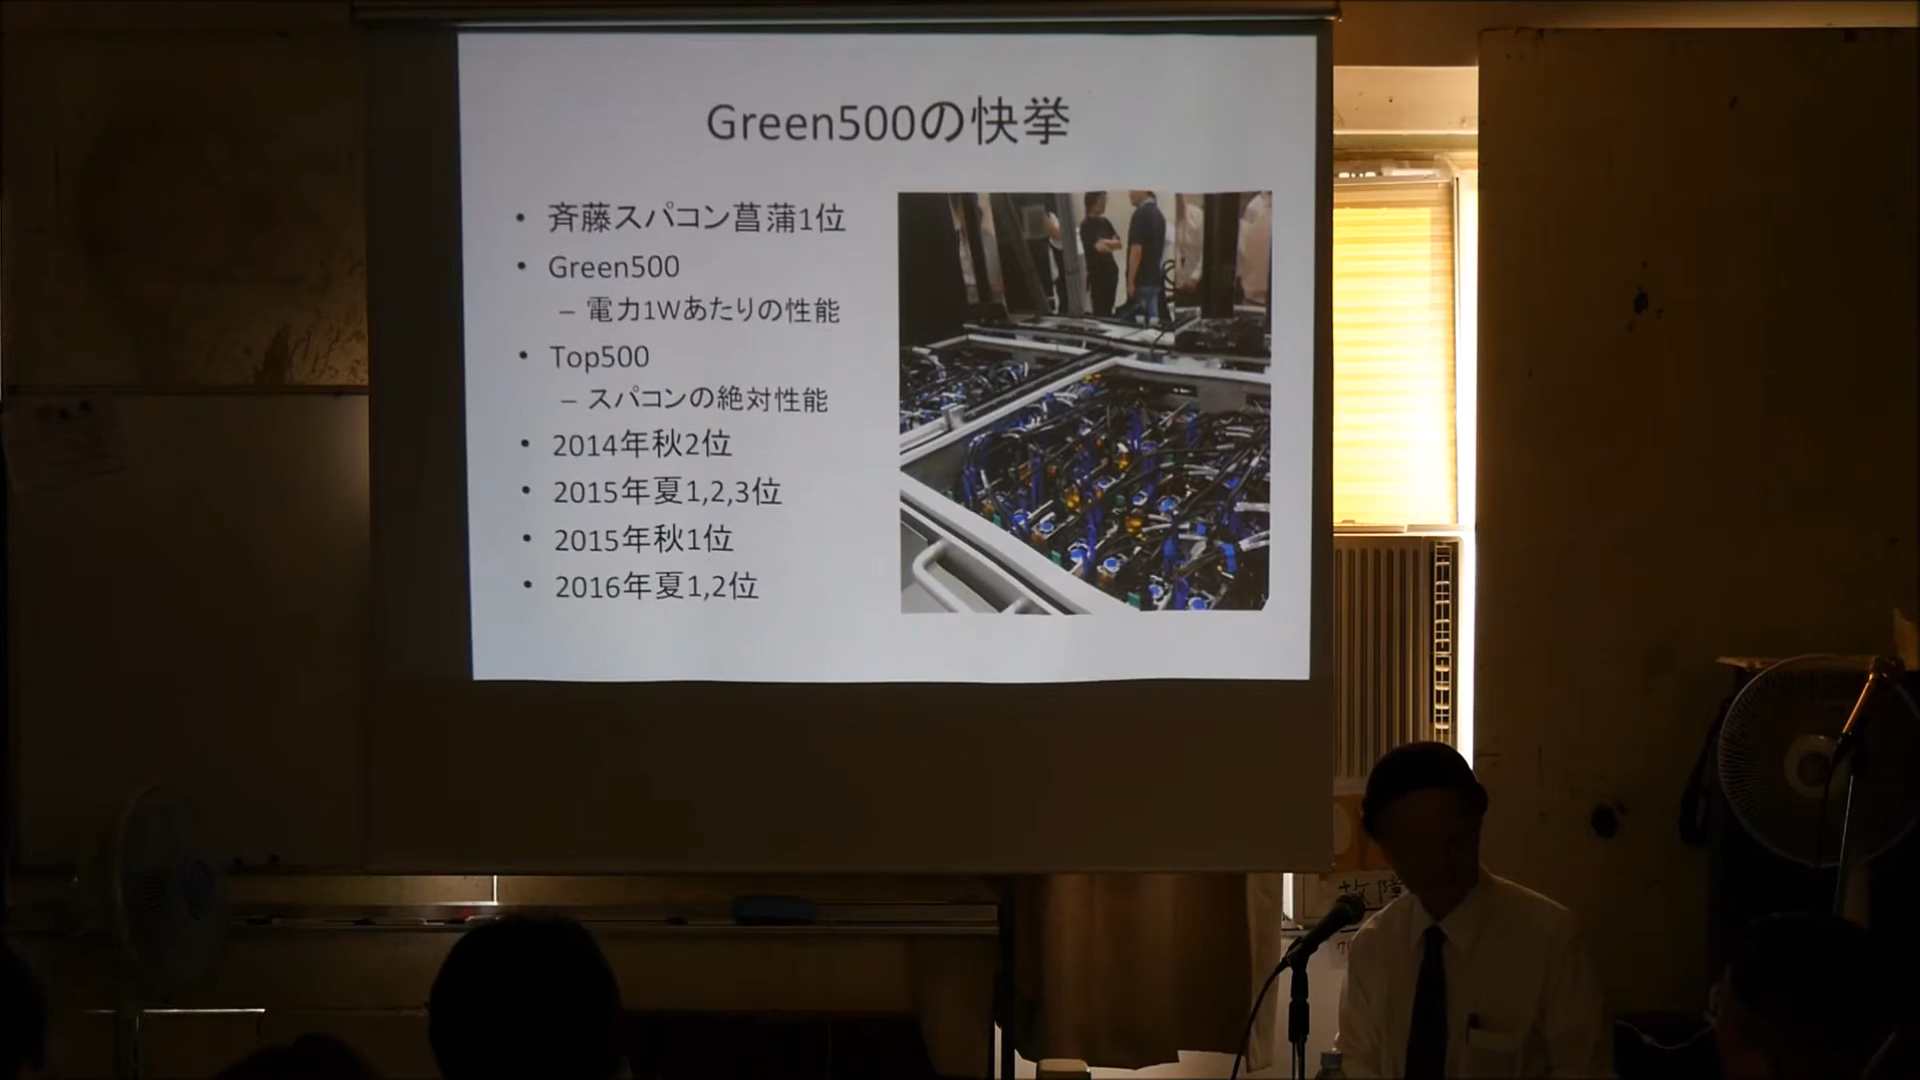 Green500の快挙
• 斉藤スパコン菖蒲1位
• Green500
– 電力1Wあたりの性能
• Top500
– スパコンの絶対性能
• 2014年秋2位
• 2015年夏1,2,3位
• 2015年秋1位
• 2016年夏1,2位
故障